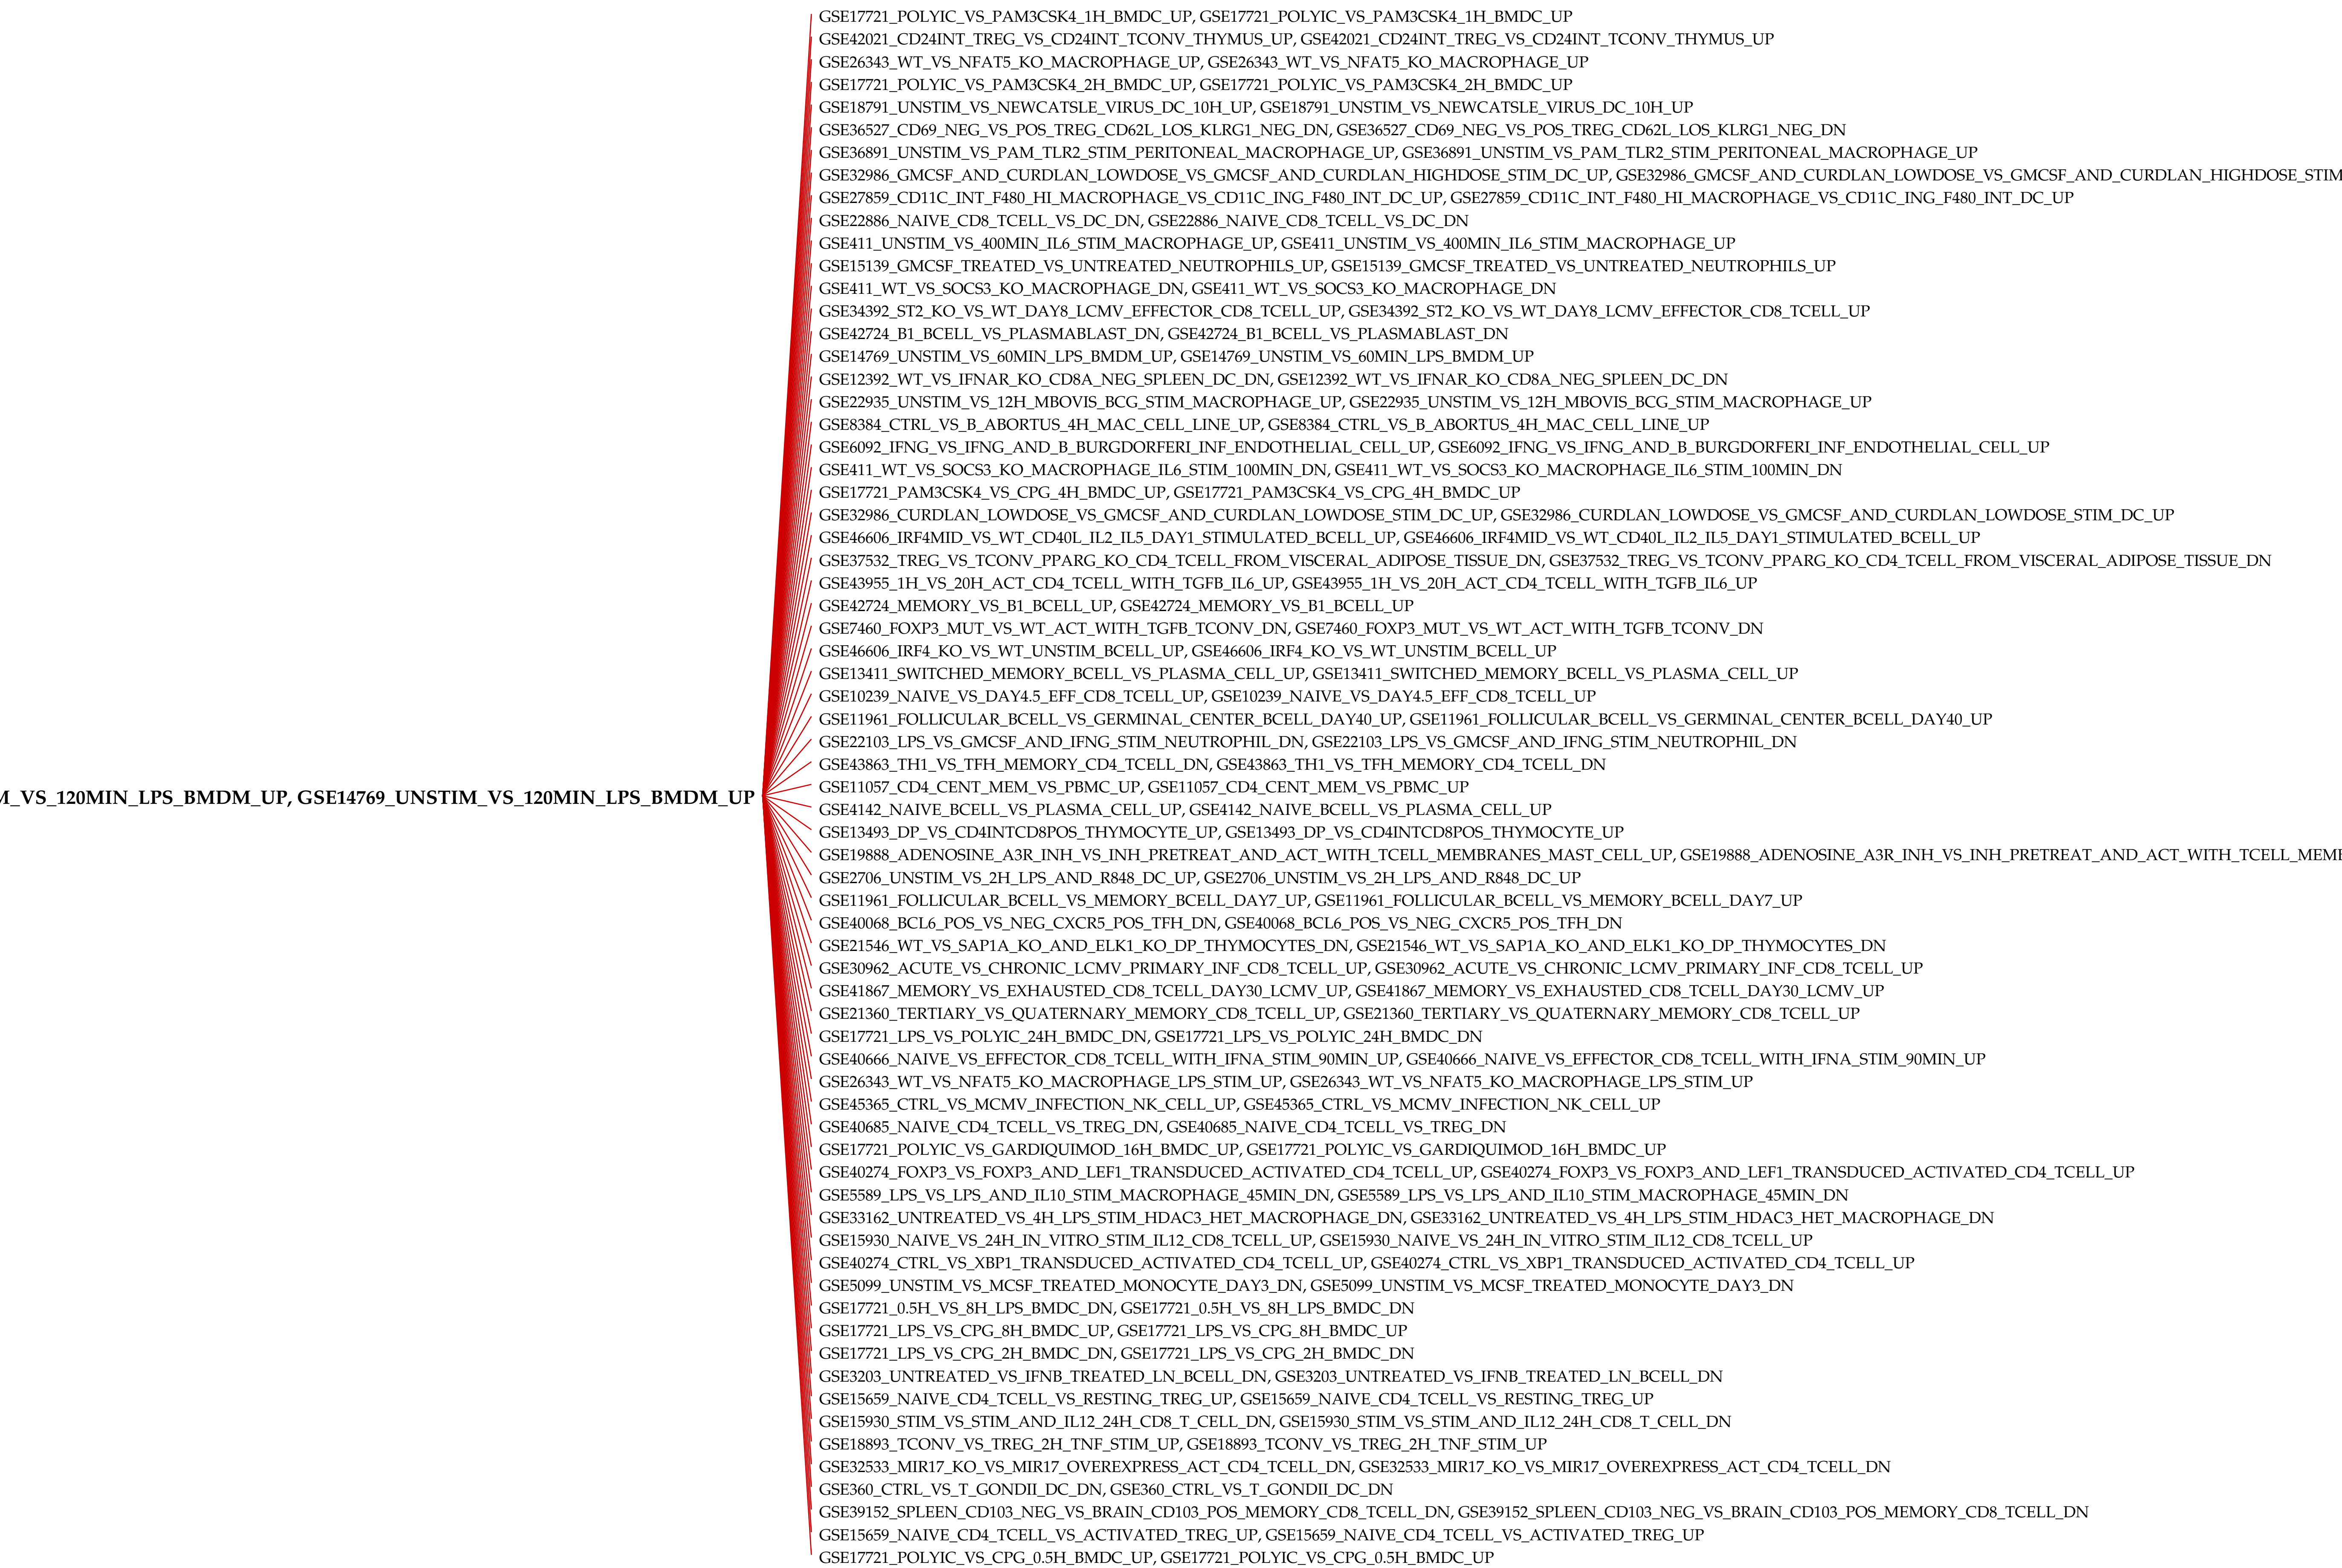 GSE17721_POLYIC_VS_PAM3CSK4_1H_BMDC_UP, GSE17721_POLYIC_VS_PAM3CSK4_1H_BMDC_UP
GSE42021_CD24INT_TREG_VS_CD24INT_TCONV_THYMUS_UP, GSE42021_CD24INT_TREG_VS_CD24INT_TCONV_THYMUS_UP
GSE26343_WT_VS_NFAT5_KO_MACROPHAGE_UP, GSE26343_WT_VS_NFAT5_KO_MACROPHAGE_UP
GSE17721_POLYIC_VS_PAM3CSK4_2H_BMDC_UP, GSE17721_POLYIC_VS_PAM3CSK4_2H_BMDC_UP
GSE18791_UNSTIM_VS_NEWCATSLE_VIRUS_DC_10H_UP, GSE18791_UNSTIM_VS_NEWCATSLE_VIRUS_DC_10H_UP
GSE36527_CD69_NEG_VS_POS_TREG_CD62L_LOS_KLRG1_NEG_DN, GSE36527_CD69_NEG_VS_POS_TREG_CD62L_LOS_KLRG1_NEG_DN
GSE36891_UNSTIM_VS_PAM_TLR2_STIM_PERITONEAL_MACROPHAGE_UP, GSE36891_UNSTIM_VS_PAM_TLR2_STIM_PERITONEAL_MACROPHAGE_UP
GSE32986_GMCSF_AND_CURDLAN_LOWDOSE_VS_GMCSF_AND_CURDLAN_HIGHDOSE_STIM_DC_UP, GSE32986_GMCSF_AND_CURDLAN_LOWDOSE_VS_GMCSF_AND_CURDLAN_HIGHDOSE_STIM
GSE27859_CD11C_INT_F480_HI_MACROPHAGE_VS_CD11C_ING_F480_INT_DC_UP, GSE27859_CD11C_INT_F480_HI_MACROPHAGE_VS_CD11C_ING_F480_INT_DC_UP
GSE22886_NAIVE_CD8_TCELL_VS_DC_DN, GSE22886_NAIVE_CD8_TCELL_VS_DC_DN
GSE411_UNSTIM_VS_400MIN_IL6_STIM_MACROPHAGE_UP, GSE411_UNSTIM_VS_400MIN_IL6_STIM_MACROPHAGE_UP
GSE15139_GMCSF_TREATED_VS_UNTREATED_NEUTROPHILS_UP, GSE15139_GMCSF_TREATED_VS_UNTREATED_NEUTROPHILS_UP
GSE411_WT_VS_SOCS3_KO_MACROPHAGE_DN, GSE411_WT_VS_SOCS3_KO_MACROPHAGE_DN
GSE34392_ST2_KO_VS_WT_DAY8_LCMV_EFFECTOR_CD8_TCELL_UP, GSE34392_ST2_KO_VS_WT_DAY8_LCMV_EFFECTOR_CD8_TCELL_UP
GSE42724_B1_BCELL_VS_PLASMABLAST_DN, GSE42724_B1_BCELL_VS_PLASMABLAST_DN
GSE14769_UNSTIM_VS_60MIN_LPS_BMDM_UP, GSE14769_UNSTIM_VS_60MIN_LPS_BMDM_UP
GSE12392_WT_VS_IFNAR_KO_CD8A_NEG_SPLEEN_DC_DN, GSE12392_WT_VS_IFNAR_KO_CD8A_NEG_SPLEEN_DC_DN
GSE22935_UNSTIM_VS_12H_MBOVIS_BCG_STIM_MACROPHAGE_UP, GSE22935_UNSTIM_VS_12H_MBOVIS_BCG_STIM_MACROPHAGE_UP
GSE8384_CTRL_VS_B_ABORTUS_4H_MAC_CELL_LINE_UP, GSE8384_CTRL_VS_B_ABORTUS_4H_MAC_CELL_LINE_UP
GSE6092_IFNG_VS_IFNG_AND_B_BURGDORFERI_INF_ENDOTHELIAL_CELL_UP, GSE6092_IFNG_VS_IFNG_AND_B_BURGDORFERI_INF_ENDOTHELIAL_CELL_UP
GSE411_WT_VS_SOCS3_KO_MACROPHAGE_IL6_STIM_100MIN_DN, GSE411_WT_VS_SOCS3_KO_MACROPHAGE_IL6_STIM_100MIN_DN
GSE17721_PAM3CSK4_VS_CPG_4H_BMDC_UP, GSE17721_PAM3CSK4_VS_CPG_4H_BMDC_UP
GSE32986_CURDLAN_LOWDOSE_VS_GMCSF_AND_CURDLAN_LOWDOSE_STIM_DC_UP, GSE32986_CURDLAN_LOWDOSE_VS_GMCSF_AND_CURDLAN_LOWDOSE_STIM_DC_UP
GSE46606_IRF4MID_VS_WT_CD40L_IL2_IL5_DAY1_STIMULATED_BCELL_UP, GSE46606_IRF4MID_VS_WT_CD40L_IL2_IL5_DAY1_STIMULATED_BCELL_UP
GSE37532_TREG_VS_TCONV_PPARG_KO_CD4_TCELL_FROM_VISCERAL_ADIPOSE_TISSUE_DN, GSE37532_TREG_VS_TCONV_PPARG_KO_CD4_TCELL_FROM_VISCERAL_ADIPOSE_TISSUE_DN
GSE43955_1H_VS_20H_ACT_CD4_TCELL_WITH_TGFB_IL6_UP, GSE43955_1H_VS_20H_ACT_CD4_TCELL_WITH_TGFB_IL6_UP
GSE42724_MEMORY_VS_B1_BCELL_UP, GSE42724_MEMORY_VS_B1_BCELL_UP
GSE7460_FOXP3_MUT_VS_WT_ACT_WITH_TGFB_TCONV_DN, GSE7460_FOXP3_MUT_VS_WT_ACT_WITH_TGFB_TCONV_DN
GSE46606_IRF4_KO_VS_WT_UNSTIM_BCELL_UP, GSE46606_IRF4_KO_VS_WT_UNSTIM_BCELL_UP
GSE13411_SWITCHED_MEMORY_BCELL_VS_PLASMA_CELL_UP, GSE13411_SWITCHED_MEMORY_BCELL_VS_PLASMA_CELL_UP
GSE10239_NAIVE_VS_DAY4.5_EFF_CD8_TCELL_UP, GSE10239_NAIVE_VS_DAY4.5_EFF_CD8_TCELL_UP
GSE11961_FOLLICULAR_BCELL_VS_GERMINAL_CENTER_BCELL_DAY40_UP, GSE11961_FOLLICULAR_BCELL_VS_GERMINAL_CENTER_BCELL_DAY40_UP
GSE22103_LPS_VS_GMCSF_AND_IFNG_STIM_NEUTROPHIL_DN, GSE22103_LPS_VS_GMCSF_AND_IFNG_STIM_NEUTROPHIL_DN
GSE43863_TH1_VS_TFH_MEMORY_CD4_TCELL_DN, GSE43863_TH1_VS_TFH_MEMORY_CD4_TCELL_DN
GSE11057_CD4_CENT_MEM_VS_PBMC_UP, GSE11057_CD4_CENT_MEM_VS_PBMC_UP
M_VS_120MIN_LPS_BMDM_UP, GSE14769_UNSTIM_VS_120MIN_LPS_BMDM_UP
GSE4142_NAIVE_BCELL_VS_PLASMA_CELL_UP, GSE4142_NAIVE_BCELL_VS_PLASMA_CELL_UP
GSE13493_DP_VS_CD4INTCD8POS_THYMOCYTE_UP, GSE13493_DP_VS_CD4INTCD8POS_THYMOCYTE_UP
GSE19888_ADENOSINE_A3R_INH_VS_INH_PRETREAT_AND_ACT_WITH_TCELL_MEMBRANES_MAST_CELL_UP, GSE19888_ADENOSINE_A3R_INH_VS_INH_PRETREAT_AND_ACT_WITH_TCELL_MEM
GSE2706_UNSTIM_VS_2H_LPS_AND_R848_DC_UP, GSE2706_UNSTIM_VS_2H_LPS_AND_R848_DC_UP
GSE11961_FOLLICULAR_BCELL_VS_MEMORY_BCELL_DAY7_UP, GSE11961_FOLLICULAR_BCELL_VS_MEMORY_BCELL_DAY7_UP
GSE40068_BCL6_POS_VS_NEG_CXCR5_POS_TFH_DN, GSE40068_BCL6_POS_VS_NEG_CXCR5_POS_TFH_DN
GSE21546_WT_VS_SAP1A_KO_AND_ELK1_KO_DP_THYMOCYTES_DN, GSE21546_WT_VS_SAP1A_KO_AND_ELK1_KO_DP_THYMOCYTES_DN
GSE30962_ACUTE_VS_CHRONIC_LCMV_PRIMARY_INF_CD8_TCELL_UP, GSE30962_ACUTE_VS_CHRONIC_LCMV_PRIMARY_INF_CD8_TCELL_UP
GSE41867_MEMORY_VS_EXHAUSTED_CD8_TCELL_DAY30_LCMV_UP, GSE41867_MEMORY_VS_EXHAUSTED_CD8_TCELL_DAY30_LCMV_UP
GSE21360_TERTIARY_VS_QUATERNARY_MEMORY_CD8_TCELL_UP, GSE21360_TERTIARY_VS_QUATERNARY_MEMORY_CD8_TCELL_UP
GSE17721_LPS_VS_POLYIC_24H_BMDC_DN, GSE17721_LPS_VS_POLYIC_24H_BMDC_DN
GSE40666_NAIVE_VS_EFFECTOR_CD8_TCELL_WITH_IFNA_STIM_90MIN_UP, GSE40666_NAIVE_VS_EFFECTOR_CD8_TCELL_WITH_IFNA_STIM_90MIN_UP
GSE26343_WT_VS_NFAT5_KO_MACROPHAGE_LPS_STIM_UP, GSE26343_WT_VS_NFAT5_KO_MACROPHAGE_LPS_STIM_UP
GSE45365_CTRL_VS_MCMV_INFECTION_NK_CELL_UP, GSE45365_CTRL_VS_MCMV_INFECTION_NK_CELL_UP
GSE40685_NAIVE_CD4_TCELL_VS_TREG_DN, GSE40685_NAIVE_CD4_TCELL_VS_TREG_DN
GSE17721_POLYIC_VS_GARDIQUIMOD_16H_BMDC_UP, GSE17721_POLYIC_VS_GARDIQUIMOD_16H_BMDC_UP
GSE40274_FOXP3_VS_FOXP3_AND_LEF1_TRANSDUCED_ACTIVATED_CD4_TCELL_UP, GSE40274_FOXP3_VS_FOXP3_AND_LEF1_TRANSDUCED_ACTIVATED_CD4_TCELL_UP
GSE5589_LPS_VS_LPS_AND_IL10_STIM_MACROPHAGE_45MIN_DN, GSE5589_LPS_VS_LPS_AND_IL10_STIM_MACROPHAGE_45MIN_DN
GSE33162_UNTREATED_VS_4H_LPS_STIM_HDAC3_HET_MACROPHAGE_DN, GSE33162_UNTREATED_VS_4H_LPS_STIM_HDAC3_HET_MACROPHAGE_DN
GSE15930_NAIVE_VS_24H_IN_VITRO_STIM_IL12_CD8_TCELL_UP, GSE15930_NAIVE_VS_24H_IN_VITRO_STIM_IL12_CD8_TCELL_UP
GSE40274_CTRL_VS_XBP1_TRANSDUCED_ACTIVATED_CD4_TCELL_UP, GSE40274_CTRL_VS_XBP1_TRANSDUCED_ACTIVATED_CD4_TCELL_UP
GSE5099_UNSTIM_VS_MCSF_TREATED_MONOCYTE_DAY3_DN, GSE5099_UNSTIM_VS_MCSF_TREATED_MONOCYTE_DAY3_DN
GSE17721_0.5H_VS_8H_LPS_BMDC_DN, GSE17721_0.5H_VS_8H_LPS_BMDC_DN
GSE17721_LPS_VS_CPG_8H_BMDC_UP, GSE17721_LPS_VS_CPG_8H_BMDC_UP
GSE17721_LPS_VS_CPG_2H_BMDC_DN, GSE17721_LPS_VS_CPG_2H_BMDC_DN
GSE3203_UNTREATED_VS_IFNB_TREATED_LN_BCELL_DN, GSE3203_UNTREATED_VS_IFNB_TREATED_LN_BCELL_DN
GSE15659_NAIVE_CD4_TCELL_VS_RESTING_TREG_UP, GSE15659_NAIVE_CD4_TCELL_VS_RESTING_TREG_UP
GSE15930_STIM_VS_STIM_AND_IL12_24H_CD8_T_CELL_DN, GSE15930_STIM_VS_STIM_AND_IL12_24H_CD8_T_CELL_DN
GSE18893_TCONV_VS_TREG_2H_TNF_STIM_UP, GSE18893_TCONV_VS_TREG_2H_TNF_STIM_UP
GSE32533_MIR17_KO_VS_MIR17_OVEREXPRESS_ACT_CD4_TCELL_DN, GSE32533_MIR17_KO_VS_MIR17_OVEREXPRESS_ACT_CD4_TCELL_DN
GSE360_CTRL_VS_T_GONDII_DC_DN, GSE360_CTRL_VS_T_GONDII_DC_DN
GSE39152_SPLEEN_CD103_NEG_VS_BRAIN_CD103_POS_MEMORY_CD8_TCELL_DN, GSE39152_SPLEEN_CD103_NEG_VS_BRAIN_CD103_POS_MEMORY_CD8_TCELL_DN
GSE15659_NAIVE_CD4_TCELL_VS_ACTIVATED_TREG_UP, GSE15659_NAIVE_CD4_TCELL_VS_ACTIVATED_TREG_UP
GSE17721_POLYIC_VS_CPG_0.5H_BMDC_UP, GSE17721_POLYIC_VS_CPG_0.5H_BMDC_UP